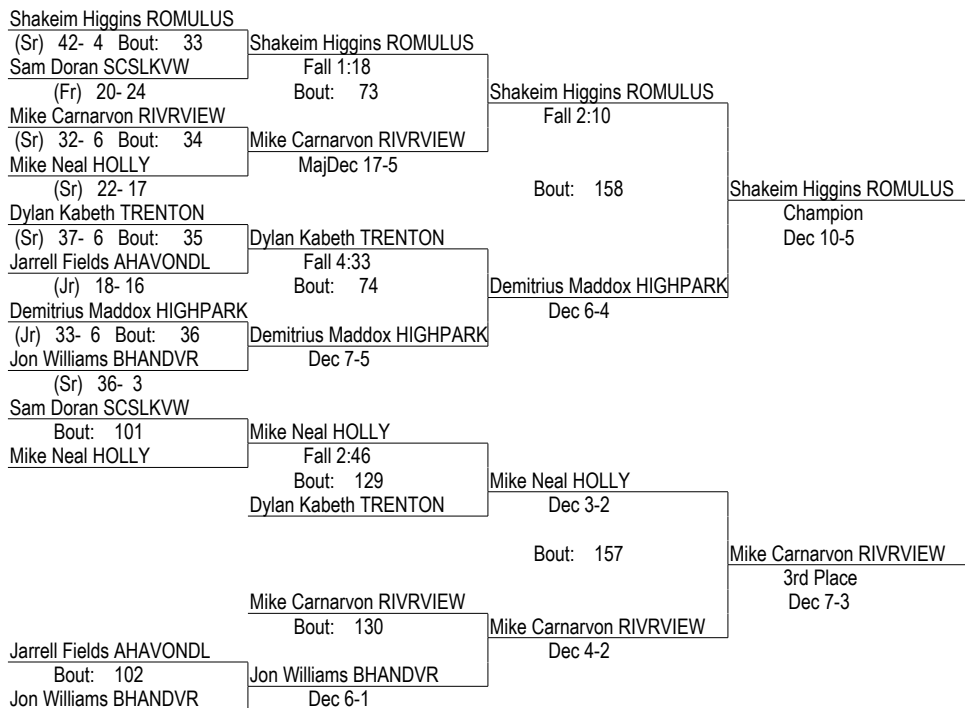 Shakeim Higgins ROMULUS
(Sr) 42- 4 Bout: 33
Shakeim Higgins ROMULUS
Sam Doran SCSLKVW
Fall 1:18
(Fr) 20- 24
Bout: 73
Shakeim Higgins ROMULUS
Mike Carnarvon RIVRVIEW
Fall 2:10
(Sr) 32- 6 Bout: 34
Mike Carnarvon RIVRVIEW
Mike Neal HOLLY
MajDec 17-5
(Sr) 22- 17
Bout: 158
Shakeim Higgins ROMULUS
Dylan Kabeth TRENTON
Champion
(Sr) 37- 6 Bout: 35
Dylan Kabeth TRENTON
Dec 10-5
Jarrell Fields AHAVONDL
Fall 4:33
(Jr) 18- 16
Bout: 74
Demitrius Maddox HIGHPARK
Demitrius Maddox HIGHPARK
Dec 6-4
(Jr) 33- 6 Bout: 36
Demitrius Maddox HIGHPARK
Jon Williams BHANDVR
Dec 7-5
(Sr) 36- 3
Sam Doran SCSLKVW
Bout: 101
Mike Neal HOLLY
Mike Neal HOLLY
Fall 2:46
Bout: 129
Mike Neal HOLLY
Dylan Kabeth TRENTON
Dec 3-2
Bout: 157
Mike Carnarvon RIVRVIEW
3rd Place
Mike Carnarvon RIVRVIEW
Dec 7-3
Bout: 130
Mike Carnarvon RIVRVIEW
Jarrell Fields AHAVONDL
Dec 4-2
Bout: 102
Jon Williams BHANDVR
Jon Williams BHANDVR
Dec 6-1